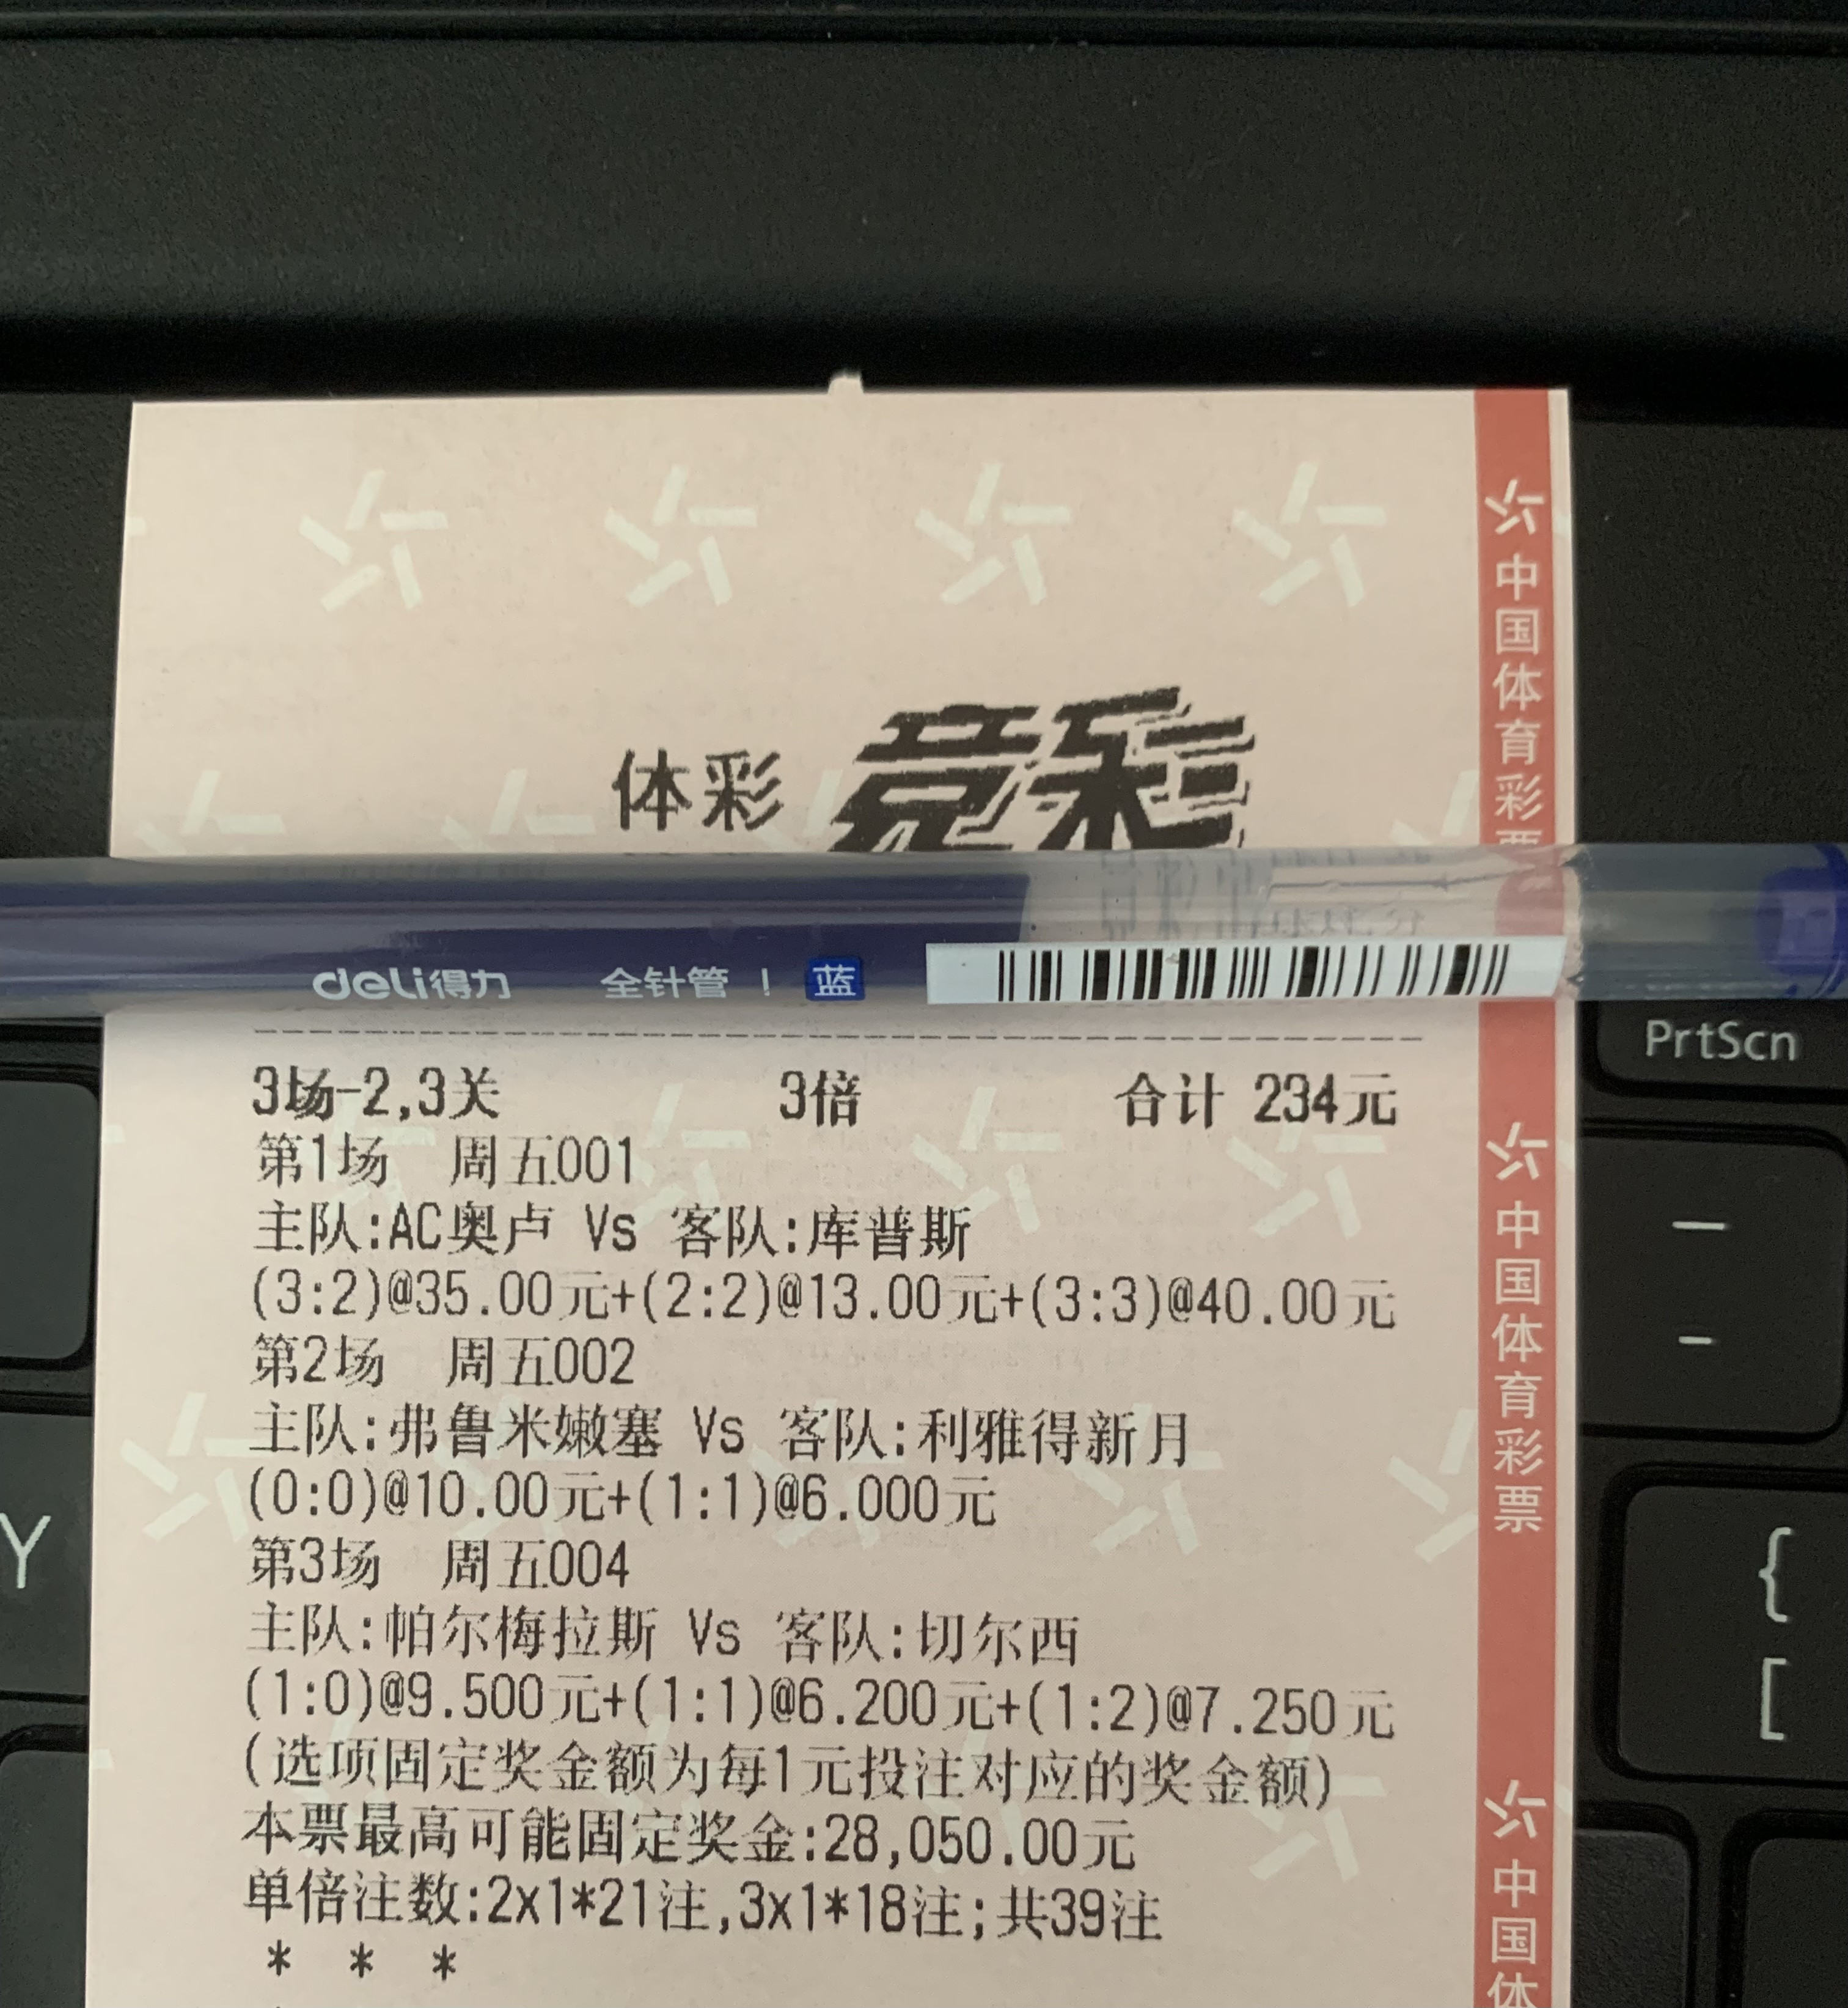 体彩 竞彩
deli得力 全针管 蓝
3场-2,3关 3倍 合计 234元
第1场 周五001
主队:AC奥卢 Vs 客队:库普斯
(3:2)@35.00元+(2:2)@13.00元+(3:3)@40.00元
第2场 周五002
主队:弗鲁米嫩塞 Vs 客队:利雅得新月
(0:0)@10.00元+(1:1)@6.000元
第3场 周五004
主队:帕尔梅拉斯 Vs 客队:切尔西
(1:0)@9.500元+(1:1)@6.200元+(1:2)@7.250元
(选项固定奖金额为每1元投注对应的奖金额)
本票最高可能固定奖金:28,050.00元
单倍注数:2x1*21注,3x1*18注;共39注
* * *
中国体育彩票
中国体育彩票
中国体
PrtScn
Y
{
[